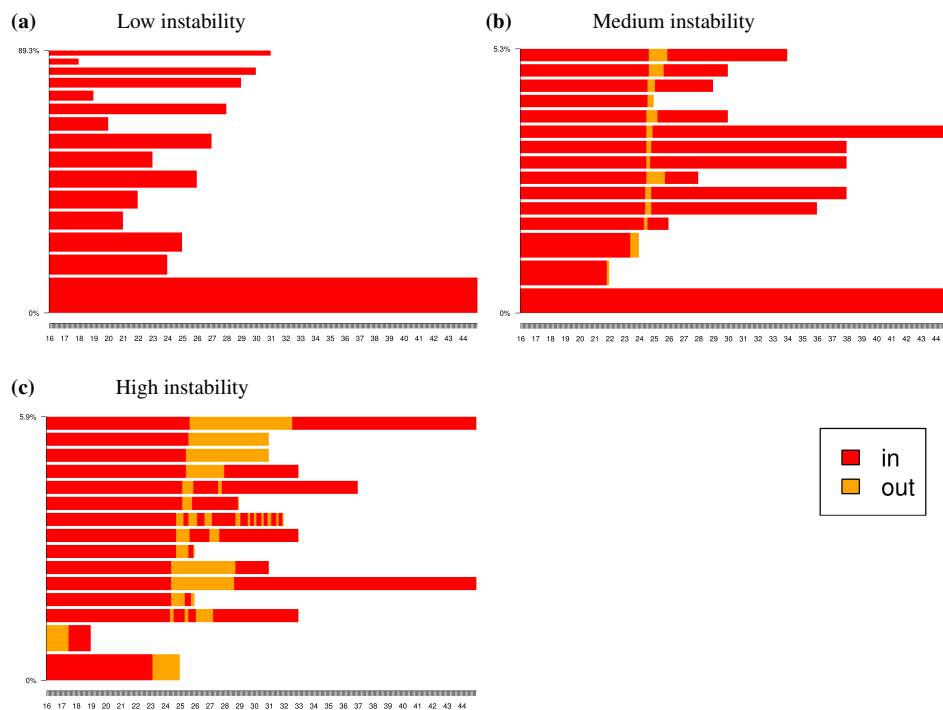 (a) Low instability
89.3%
0%
16 17 18 19 20 21 22 23 24 25 26 27 28 29 30 31 32 33 34 35 36 37 38 39 40 41 42 43 44
(b) Medium instability
5.3%
0%
16 17 18 19 20 21 22 23 24 25 26 27 28 29 30 31 32 33 34 35 36 37 38 39 40 41 42 43 44
(c) High instability
5.9%
0%
16 17 18 19 20 21 22 23 24 25 26 27 28 29 30 31 32 33 34 35 36 37 38 39 40 41 42 43 44
in
out